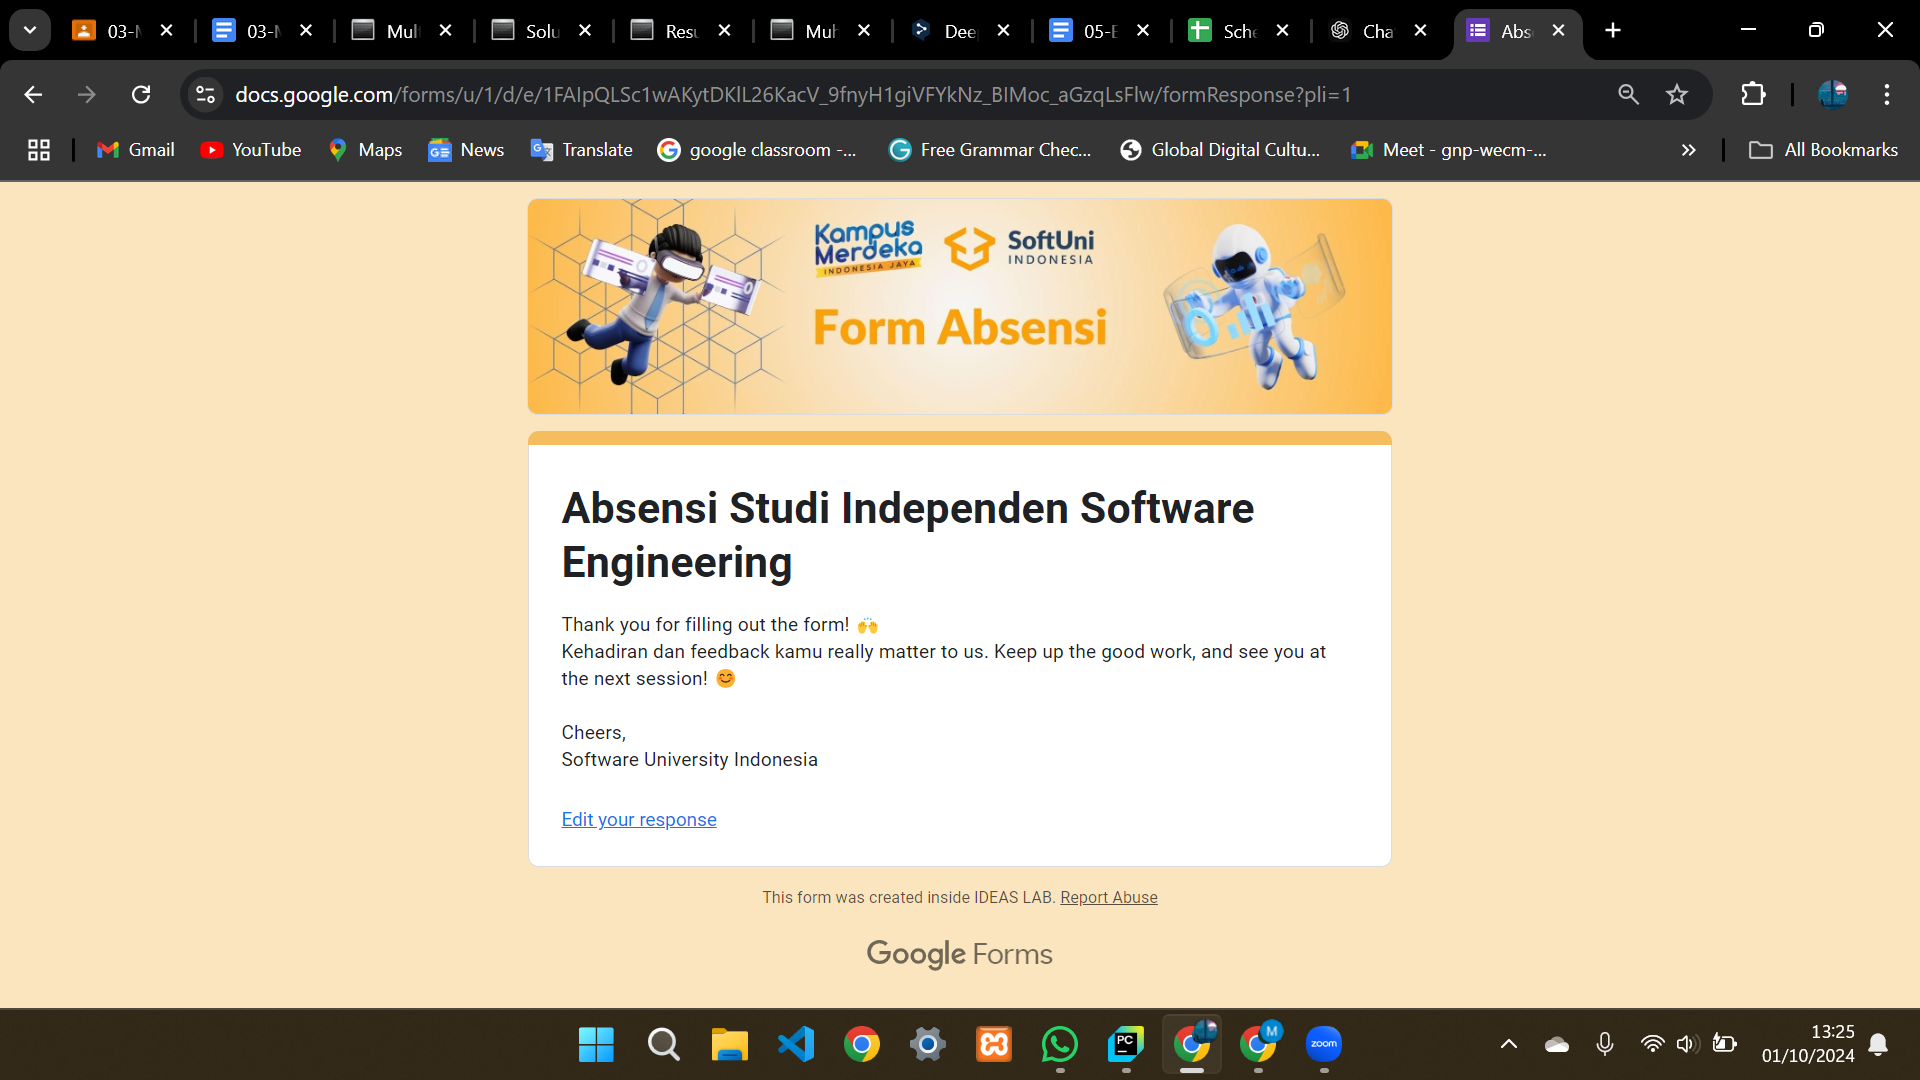 03-
03-
Mul
Solu
Resu
Muh
Dee
05-E
Sche
Cha
Abs
docs.google.com/forms/u/1/d/e/1FAIpQLSc1wAKytDKlL26KacV_9fnyH1giVFYkNz_BIMoc_aGzqLsFlw/formResponse?pli=1
Gmail
YouTube
Maps
News
Translate
google classroom -...
Free Grammar Chec...
Global Digital Cultu...
Meet - gnp-wecm-...
All Bookmarks
Kampus
Merdeka
INDONESIA JAYA
SoftUni
INDONESIA
Form Absensi
Absensi Studi Independen Software
Engineering
Thank you for filling out the form! 🙌
Kehadiran dan feedback kamu really matter to us. Keep up the good work, and see you at
the next session! 😊
Cheers,
Software University Indonesia
Edit your response
This form was created inside IDEAS LAB. Report Abuse
Google Forms
PC
M
zoom
13:25
01/10/2024